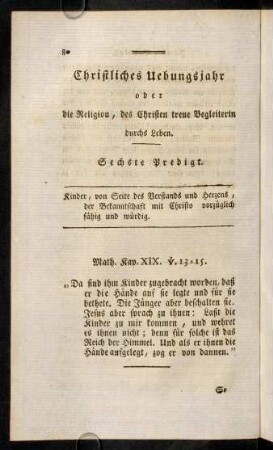 80
Christliches Uebungsjahr
oder
die Religion, des Christen treue Begleiterin
durchs Leben.
Sechste Predigt.
Kinder, von Seite des Verstands und Herzens,
der Bekanntschaft mit Christo vorzüglich
fähig und würdig.
Math. Kap. XIX. V. 13-15.
„Da sind ihm Kinder zugebracht worden, daß
er die Hände auf sie legte und für sie
bethete. Die Jünger aber beschalten sie.
Jesus aber sprach zu ihnen: Laßt die
Kinder zu mir kommen, und wehret
es ihnen nicht; denn für solche ist das
Reich der Himmel. Und als er ihnen die
Hände aufgelegt, zog er von dannen.“